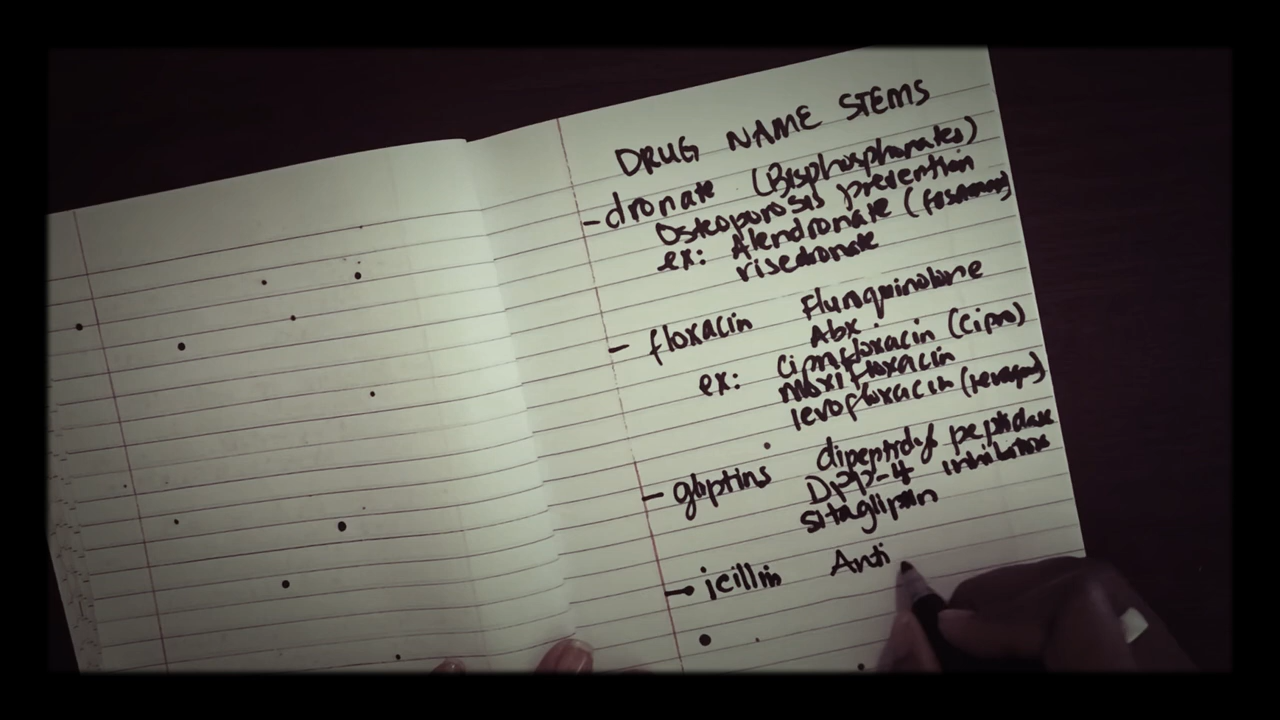 DRUG NAME STEMS
-dronate (Bisphosphonates)
Osteoporosis prevention
ex: Alendronate (fosamax)
risedronate
- floxacin Fluroquinolone
Abx.
ex: Ciprofloxacin (Cipro)
moxifloxacin
levofloxacin (levaquin)
- gliptins dipeptidyl peptidase
DPP-4 inhibitors
sitagliptin
- icillin Anti